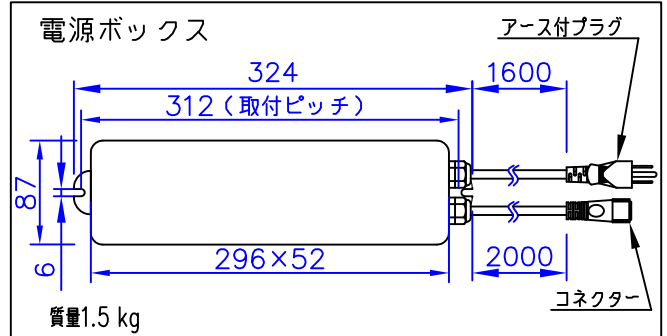 電源ボックス
アース付プラグ
324
1600
312（取付ピッチ）
87
6
296×52
2000
コネクター
質量1.5 kg